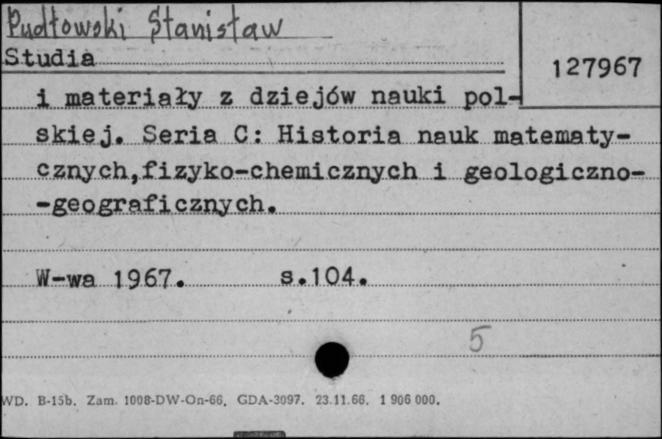 Pudłowski Stanisław
Studia
127967
i materiały z dziejów nauki pol-
skiej. Seria C: Historia nauk matematy-
cznych,fizyko-chemicznych i geologiczno-
-geograficznych.
W-wa 1967. s.104.
5
WD. B-15b. Zam. 1008-DW-On-66. GDA-3097. 23.11.66. 1 906 000.